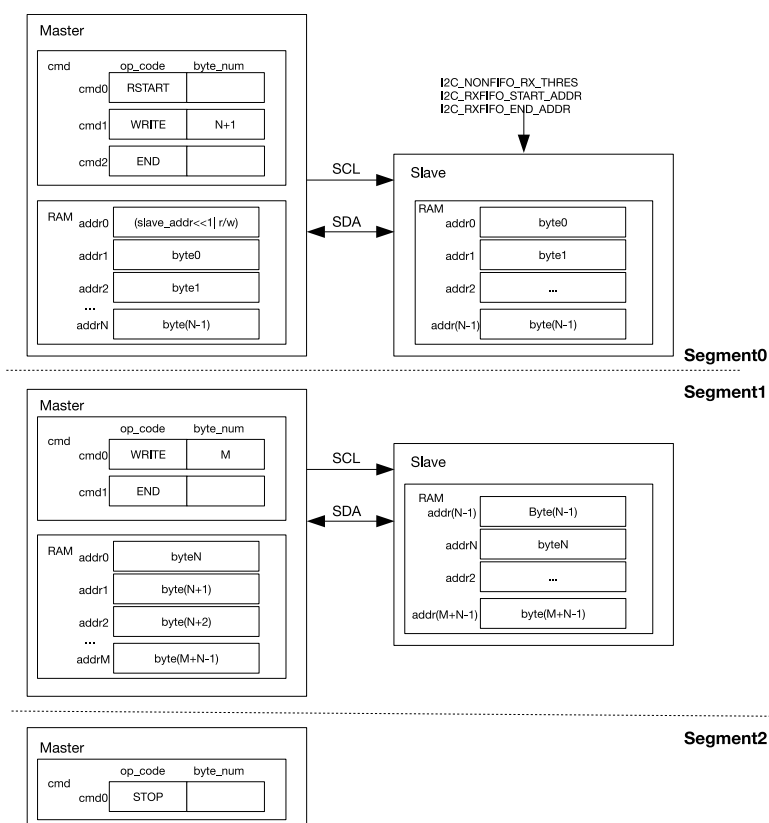 Master
cmd op_code byte_num
cmd0 RSTART
cmd1 WRITE N+1
cmd2 END
RAM
addr0 (slave_addr<<1| r/w)
addr1 byte0
addr2 byte1
...
addrN byte(N-1)
SCL
SDA
I2C_NONFIFO_RX_THRES
I2C_RXFIFO_START_ADDR
I2C_RXFIFO_END_ADDR
Slave
RAM
addr0 byte0
addr1 byte1
addr2 ...
addr(N-1) byte(N-1)
Segment0
Segment1
Master
op_code byte_num
cmd
cmd0 WRITE M
cmd1 END
RAM
addr0 byteN
addr1 byte(N+1)
addr2 byte(N+2)
...
addrM byte(M+N-1)
SCL
SDA
Slave
RAM
addr(N-1) Byte(N-1)
addrN byteN
addr2 ...
addr(M+N-1) byte(M+N-1)
Segment2
Master
op_code byte_num
cmd
cmd0 STOP